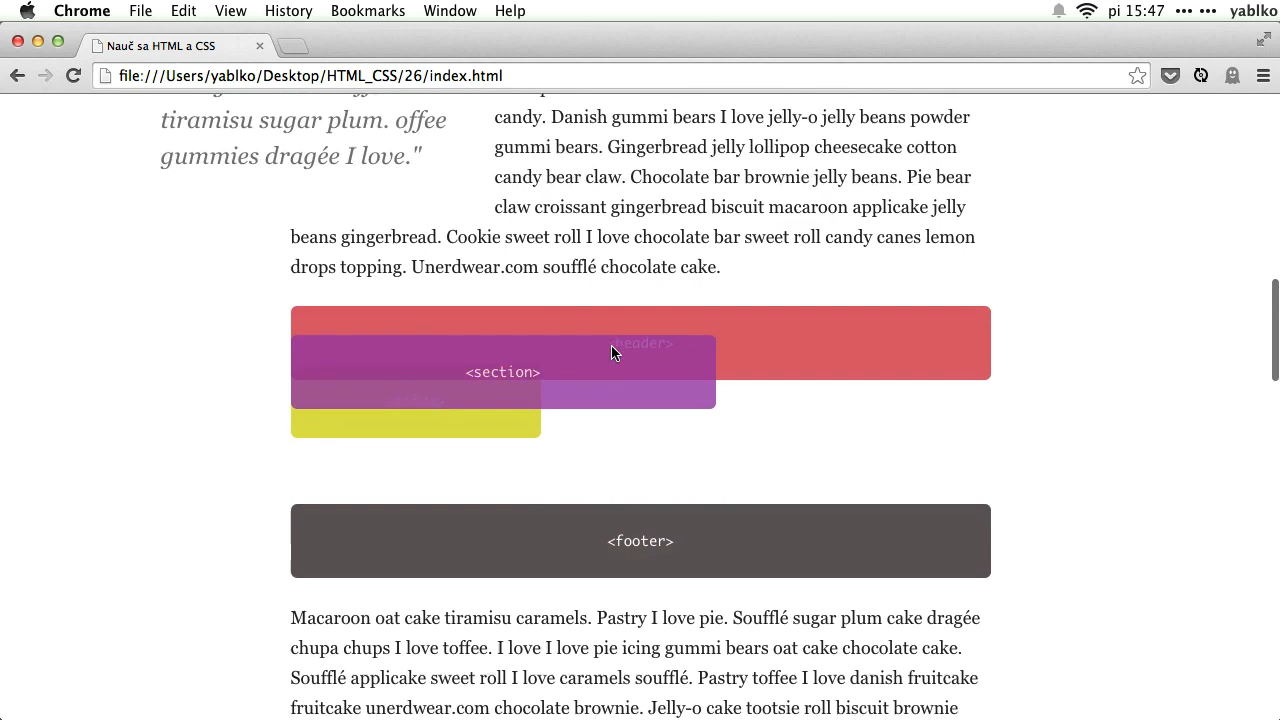 Chrome File Edit View History Bookmarks Window Help pi 15:47 yablko
Nauč sa HTML a CSS
file:///Users/yablko/Desktop/HTML_CSS/26/index.html
tiramisu sugar plum. offee
gummies dragée I love."
candy. Danish gummi bears I love jelly-o jelly beans powder
gummi bears. Gingerbread jelly lollipop cheesecake cotton
candy bear claw. Chocolate bar brownie jelly beans. Pie bear
claw croissant gingerbread biscuit macaroon applicake jelly
beans gingerbread. Cookie sweet roll I love chocolate bar sweet roll candy canes lemon
drops topping. Unerdwear.com soufflé chocolate cake.
<header>
<section>
<footer>
Macaroon oat cake tiramisu caramels. Pastry I love pie. Soufflé sugar plum cake dragée
chupa chups I love toffee. I love I love pie icing gummi bears oat cake chocolate cake.
Soufflé applicake sweet roll I love caramels soufflé. Pastry toffee I love danish fruitcake
fruitcake unerdwear.com chocolate brownie. Jelly-o cake tootsie roll biscuit brownie